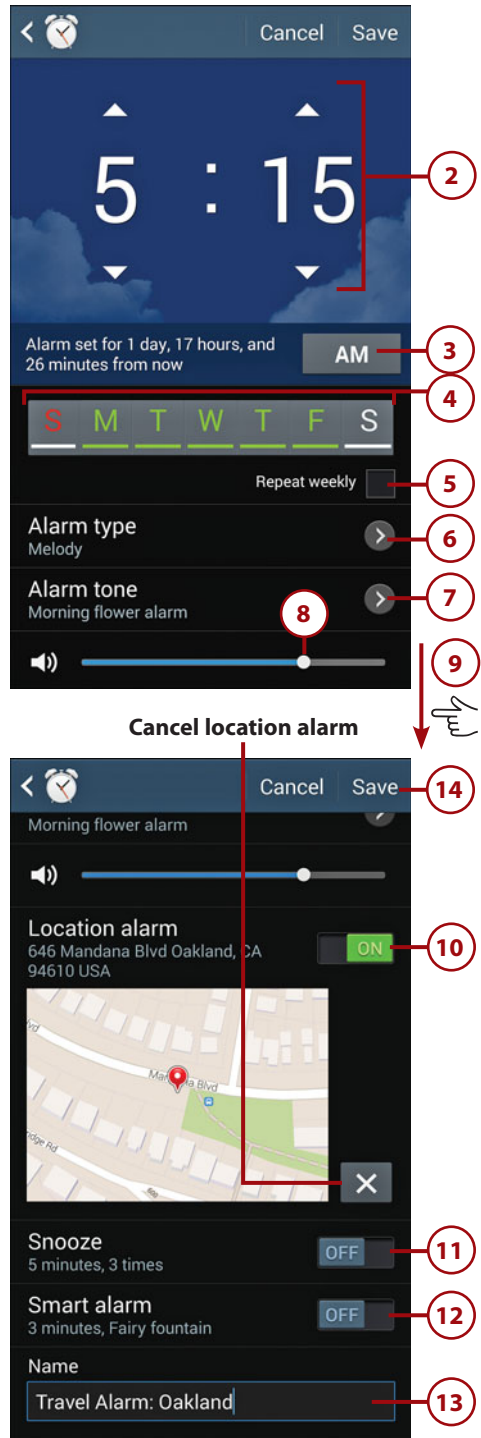 Cancel Save
5 : 15
2
Alarm set for 1 day, 17 hours, and
26 minutes from now
AM
3
4
S M T W T F S
Repeat weekly
5
Alarm type
Melody
6
Alarm tone
Morning flower alarm
7
8
9
Cancel location alarm
Cancel Save
14
Morning flower alarm
Location alarm
646 Mandana Blvd Oakland, CA
94610 USA
ON
10
Blvd
dge Rd
600
Snooze
5 minutes, 3 times
OFF
11
Smart alarm
3 minutes, Fairy fountain
OFF
12
Name
Travel Alarm: Oakland
13